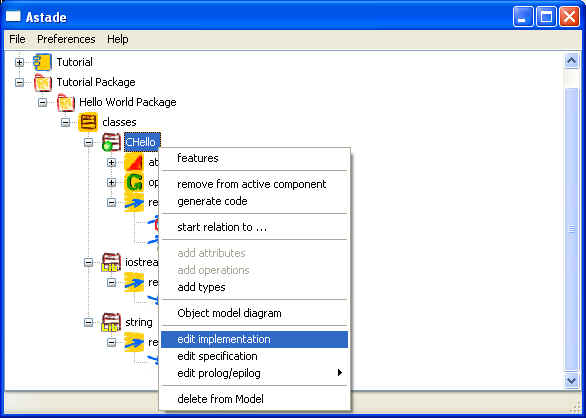 Astade
File Preferences Help
Tutorial
Tutorial Package
Hello World Package
classes
CHello
features
at
remove from active component
op
generate code
re
start relation to ...
add attributes
add operations
iostrea
add types
re
Object model diagram
string
edit implementation
re
edit specification
edit prolog/epilog
delete from Model